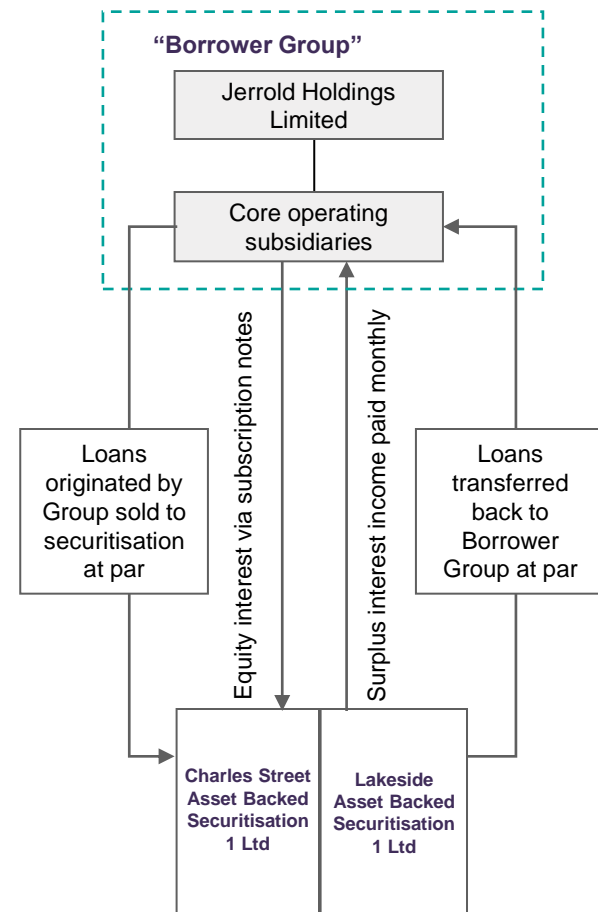 “Borrower Group”
Jerrold Holdings
Limited
Core operating
subsidiaries
Loans
originated by
Group sold to
securitisation
at par
Equity interest via subscription notes
Surplus interest income paid monthly
Loans
transferred
back to
Borrower
Group at par
Charles Street
Asset Backed
Securitisation
1 Ltd
Lakeside
Asset Backed
Securitisation
1 Ltd